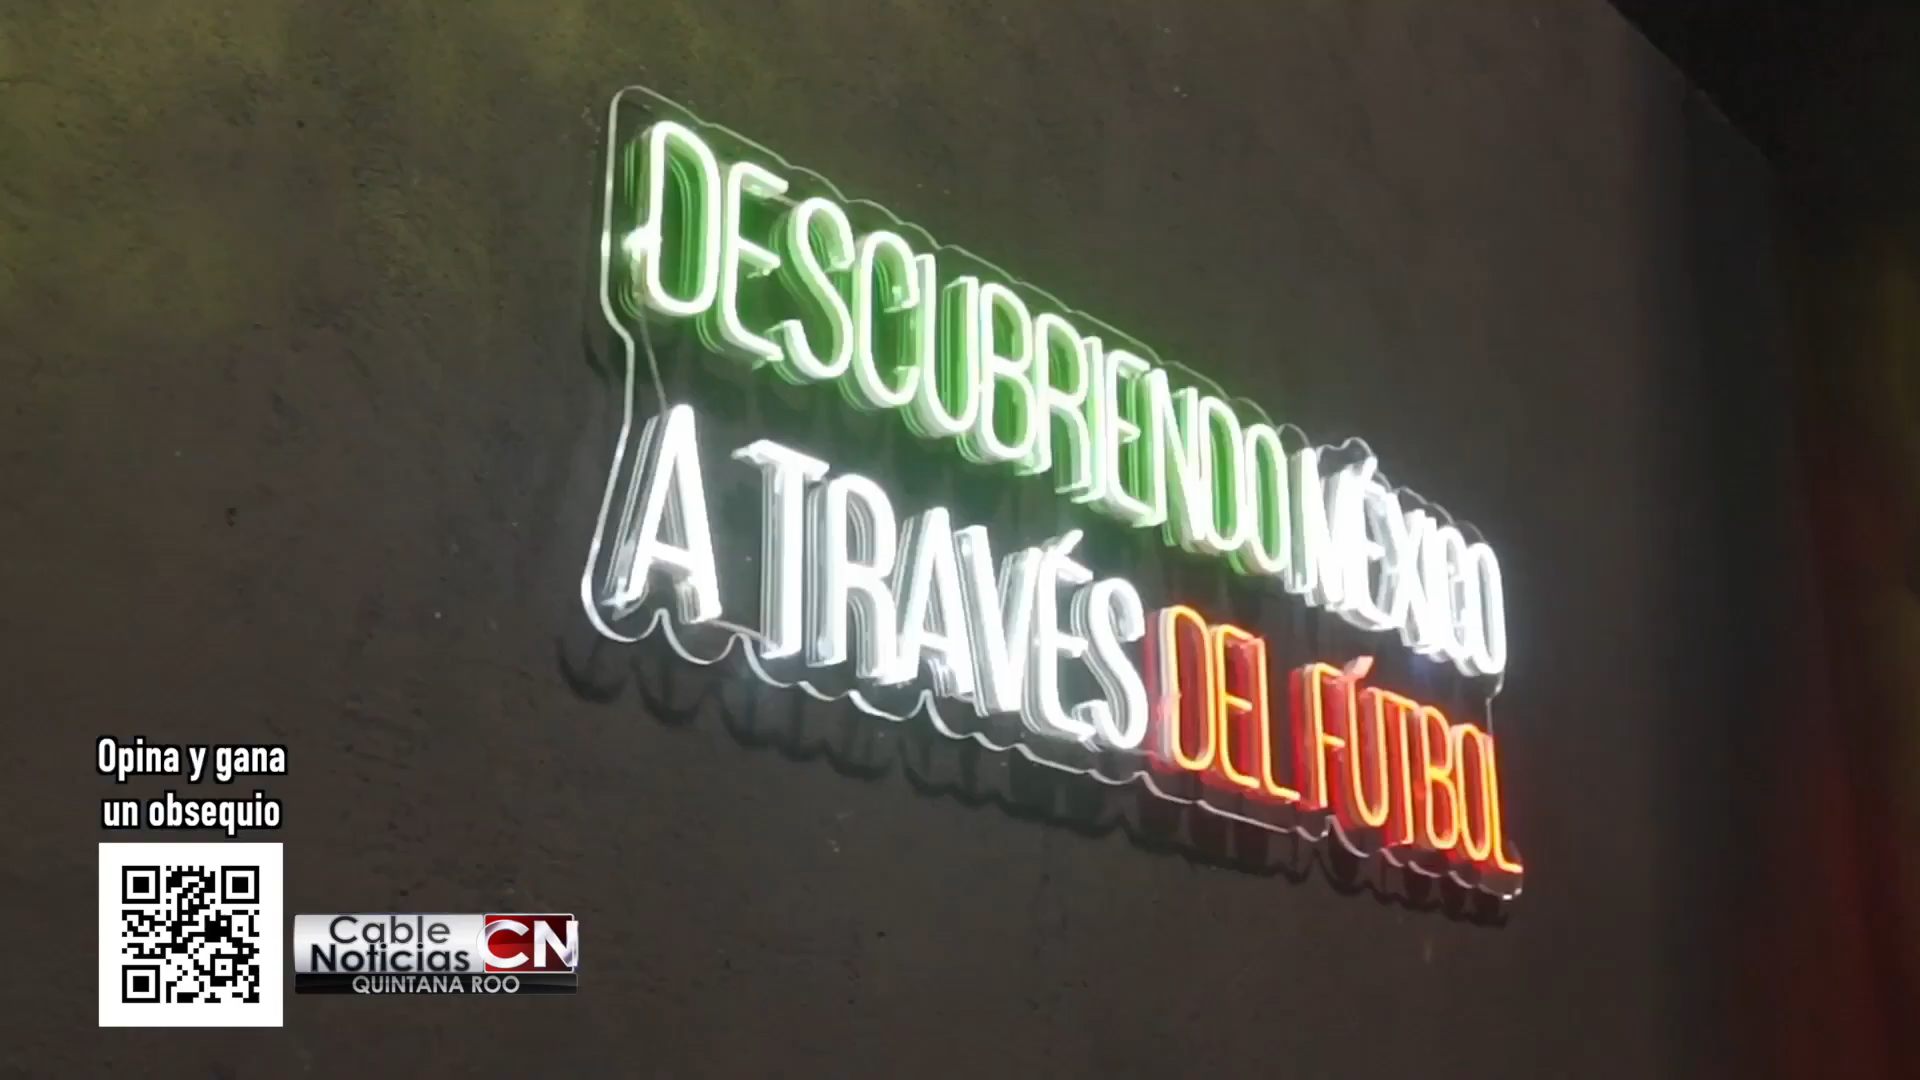 DESCUBRIENDO MÉXICO
A TRAVÉS DEL FÚTBOL
Opina y gana
un obsequio
Cable
Noticias
CN
QUINTANA ROO